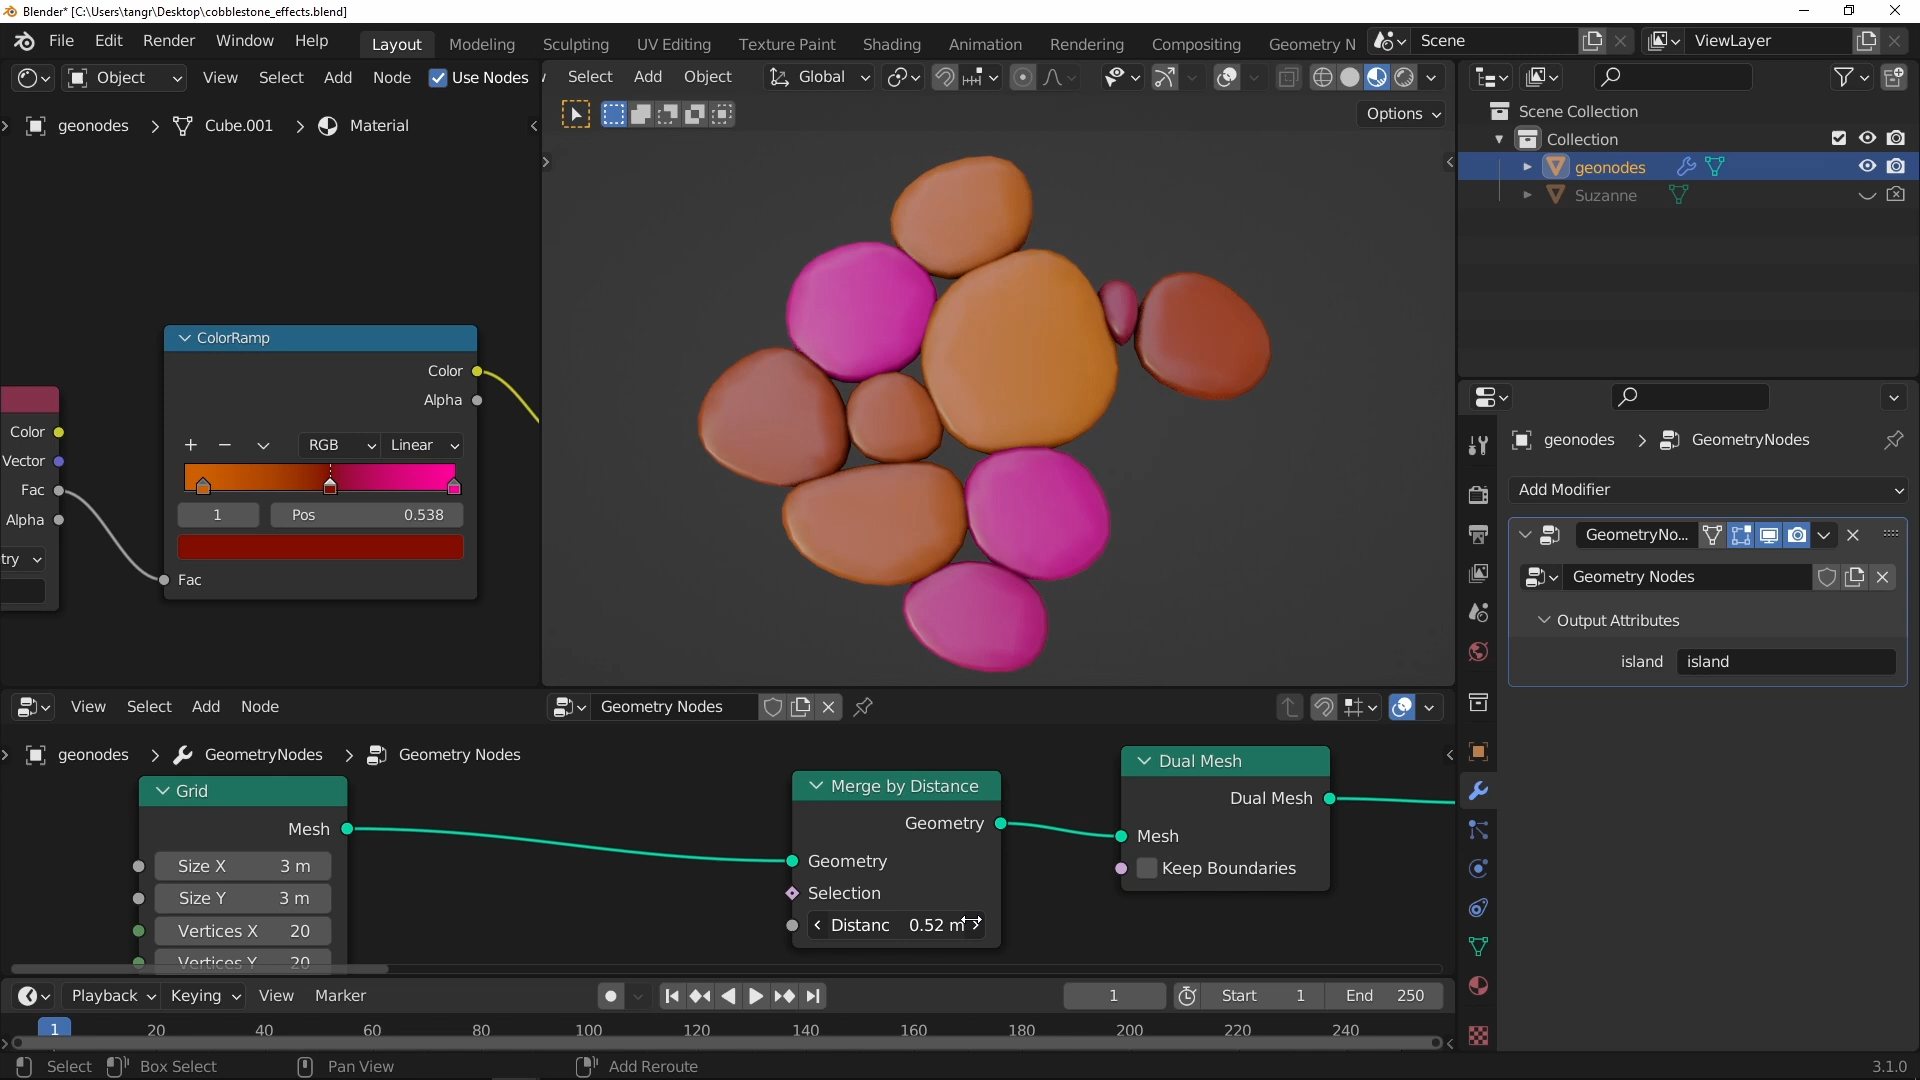 Blender* [C:\Users\tangr\Desktop\cobblestone_effects.blend]
File Edit Render Window Help Layout Modeling Sculpting UV Editing Texture Paint Shading Animation Rendering Compositing Geometry N Scene ViewLayer
Object View Select Add Node Use Nodes Select Add Object Global
Options
geonodes > Cube.001 > Material
Scene Collection
Collection
geonodes
Suzanne
ColorRamp
Color
Alpha
RGB Linear
1 Pos 0.538
Fac
Color
Vector
Fac
Alpha
try
geonodes > GeometryNodes
Add Modifier
GeometryNo...
Geometry Nodes
Output Attributes
island island
View Select Add Node Geometry Nodes
geonodes > GeometryNodes > Geometry Nodes
Grid
Mesh
Size X 3 m
Size Y 3 m
Vertices X 20
Vertices Y 20
Merge by Distance
Geometry
Geometry
Selection
Distanc 0.52 m
Dual Mesh
Dual Mesh
Mesh
Keep Boundaries
Playback Keying View Marker 1 Start 1 End 250
1 20 40 60 80 100 120 140 160 180 200 220 240
Select Box Select Pan View Add Reroute 3.1.0